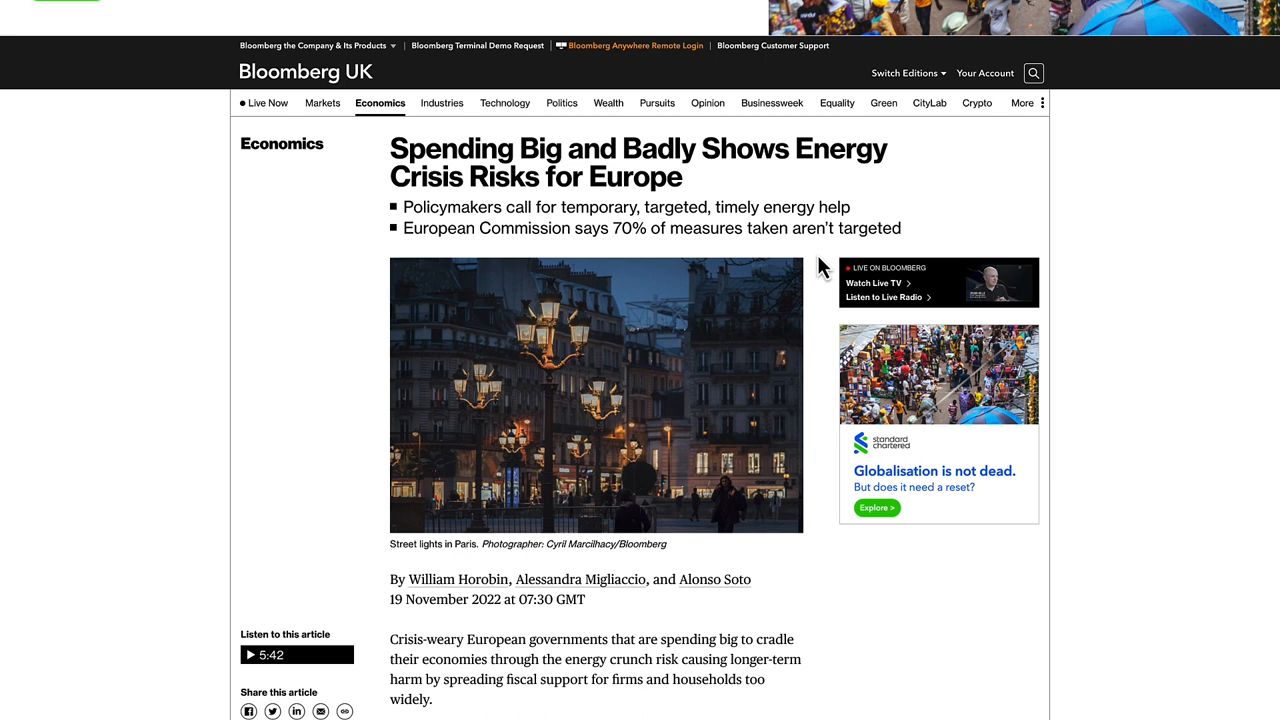 Bloomberg the Company & Its Products
Bloomberg Terminal Demo Request
Bloomberg Anywhere Remote Login
Bloomberg Customer Support
Bloomberg UK
Switch Editions
Your Account
Live Now
Markets
Economics
Industries
Technology
Politics
Wealth
Pursuits
Opinion
Businessweek
Equality
Green
CityLab
Crypto
More
Economics
Spending Big and Badly Shows Energy
Crisis Risks for Europe
Policymakers call for temporary, targeted, timely energy help
European Commission says 70% of measures taken aren't targeted
LIVE ON BLOOMBERG
Watch Live TV
Listen to Live Radio
standard
chartered
Globalisation is not dead.
But does it need a reset?
Explore >
Street lights in Paris. Photographer: Cyril Marcilhacy/Bloomberg
By William Horobin, Alessandra Migliaccio, and Alonso Soto
19 November 2022 at 07:30 GMT
Listen to this article
5:42
Share this article
Crisis-weary European governments that are spending big to cradle
their economies through the energy crunch risk causing longer-term
harm by spreading fiscal support for firms and households too
widely.